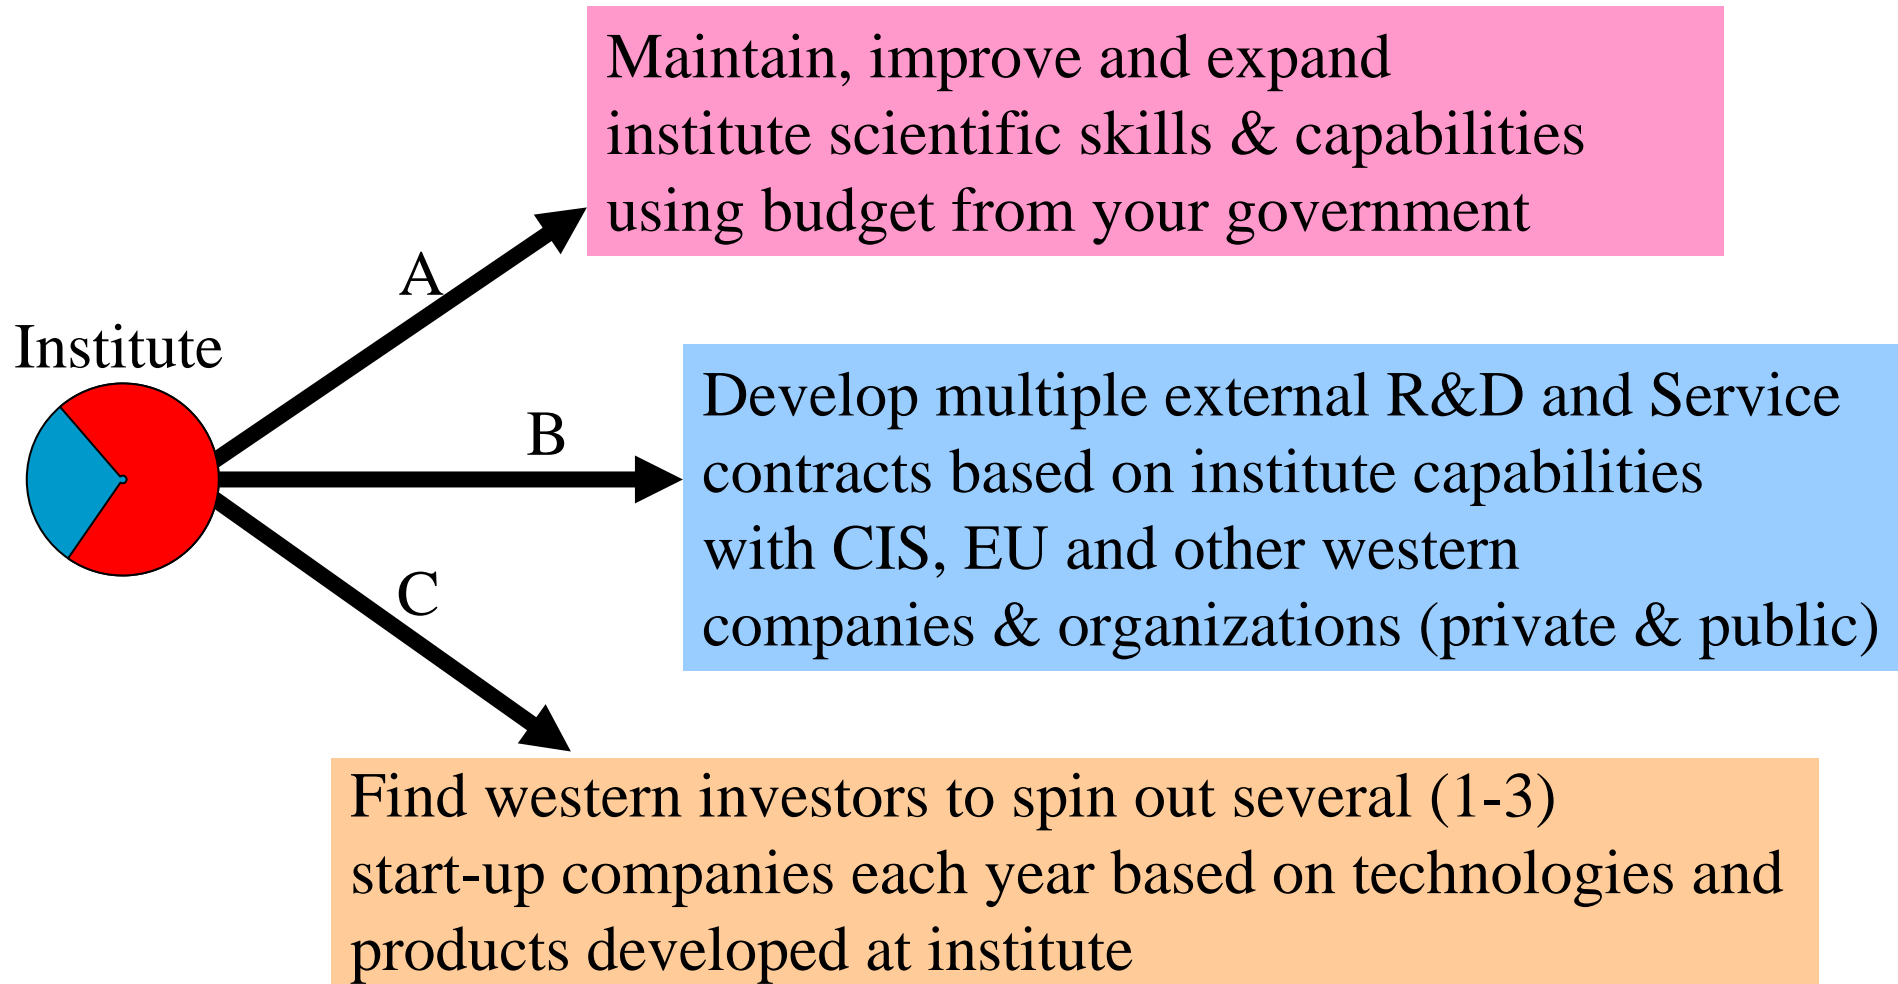 Maintain, improve and expand
institute scientific skills & capabilities
using budget from your government
A
Institute
B
Develop multiple external R&D and Service
contracts based on institute capabilities
with CIS, EU and other western
companies & organizations (private & public)
C
Find western investors to spin out several (1-3)
start-up companies each year based on technologies and
products developed at institute